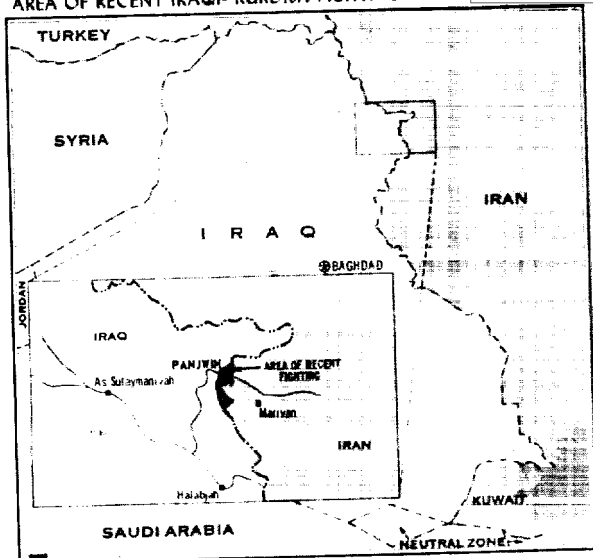 AREA OF RECENT IRAQI-KURDISH
TURKEY
SYRIA
IRAN
IRAQ
BAGHDAD
JORDAN
IRAQ
PANJWIN
AREA OF RECENT
FIGHTING
As Sulaymaniyah
Marivan
IRAN
Halabjah
KUWAIT
SAUDI ARABIA
NEUTRAL ZONE